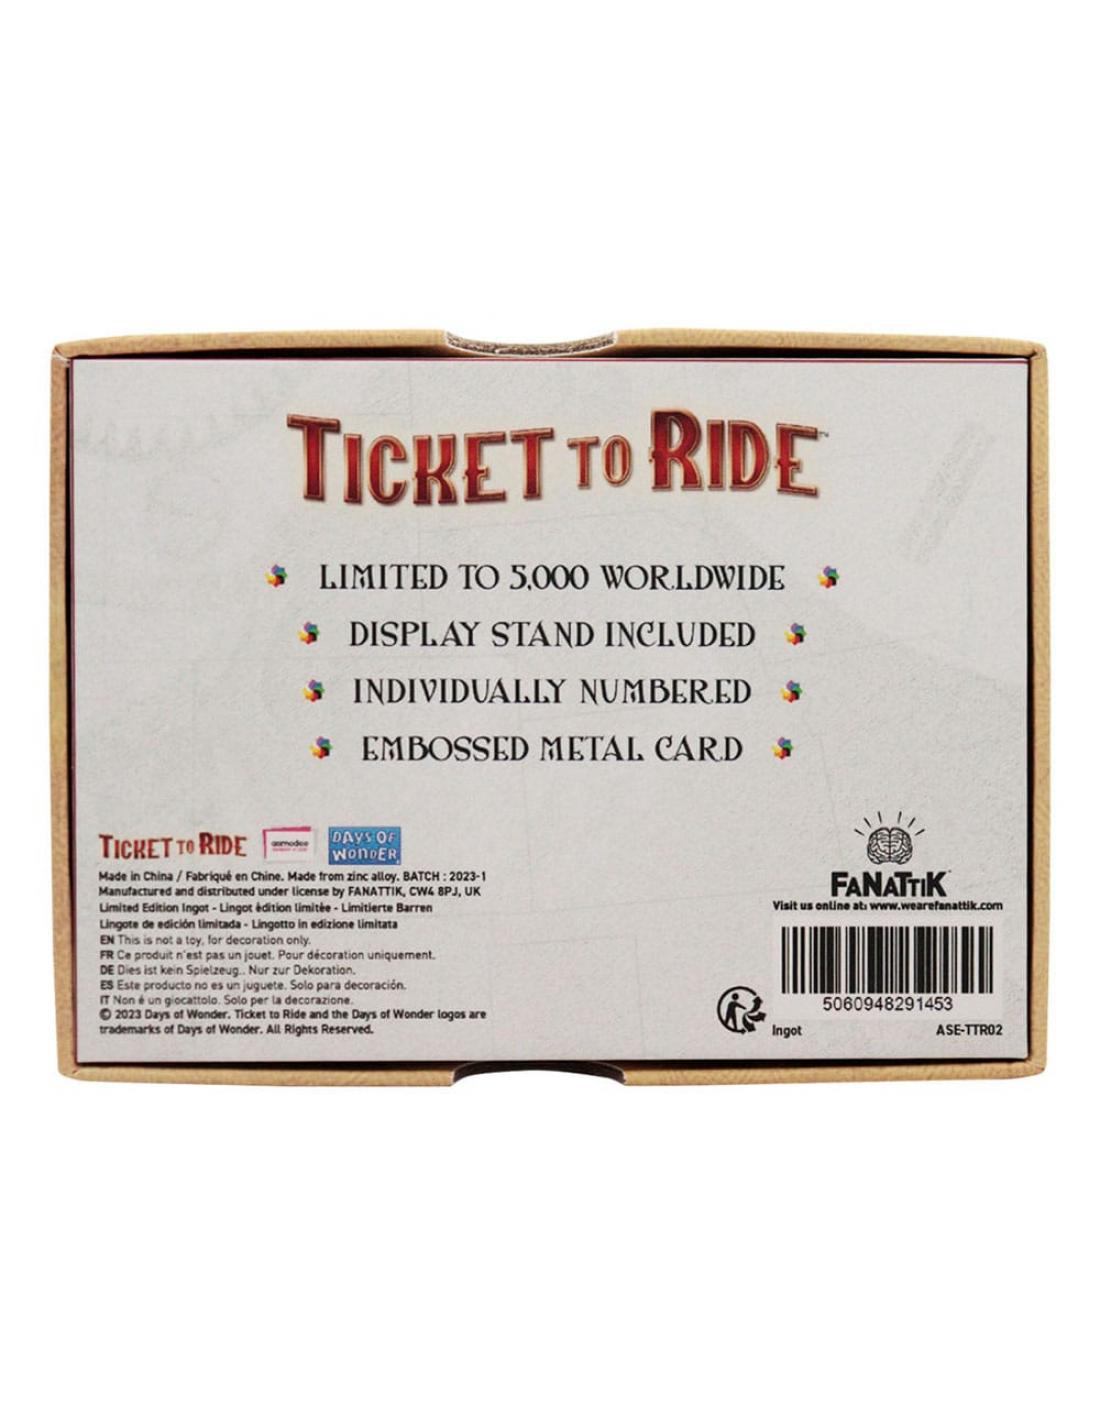 TICKET TO RIDE™
LIMITED TO 5,000 WORLDWIDE
DISPLAY STAND INCLUDED
INDIVIDUALLY NUMBERED
EMBOSSED METAL CARD
TICKET TO RIDE
asmodee
DAYS OF
WONDER
Made in China / Fabriqué en Chine. Made from zinc alloy. BATCH : 2023-1
Manufactured and distributed under license by FANATTIK, CW4 8PJ, UK
Limited Edition Ingot - Lingot édition limitée - Limitierte Barren
Lingote de edición limitada - Lingotto in edizione limitata
EN This is not a toy, for decoration only.
FR Ce produit n'est pas un jouet. Pour décoration uniquement.
DE Dies ist kein Spielzeug.. Nur zur Dekoration.
ES Este producto no es un juguete. Solo para decoración.
IT Non é un giocattolo. Solo per la decorazione.
© 2023 Days of Wonder. Ticket to Ride and the Days of Wonder logos are
trademarks of Days of Wonder. All Rights Reserved.
FANATTIK
Visit us online at: www.wearefanattik.com
5060948291453
Ingot ASE-TTR02